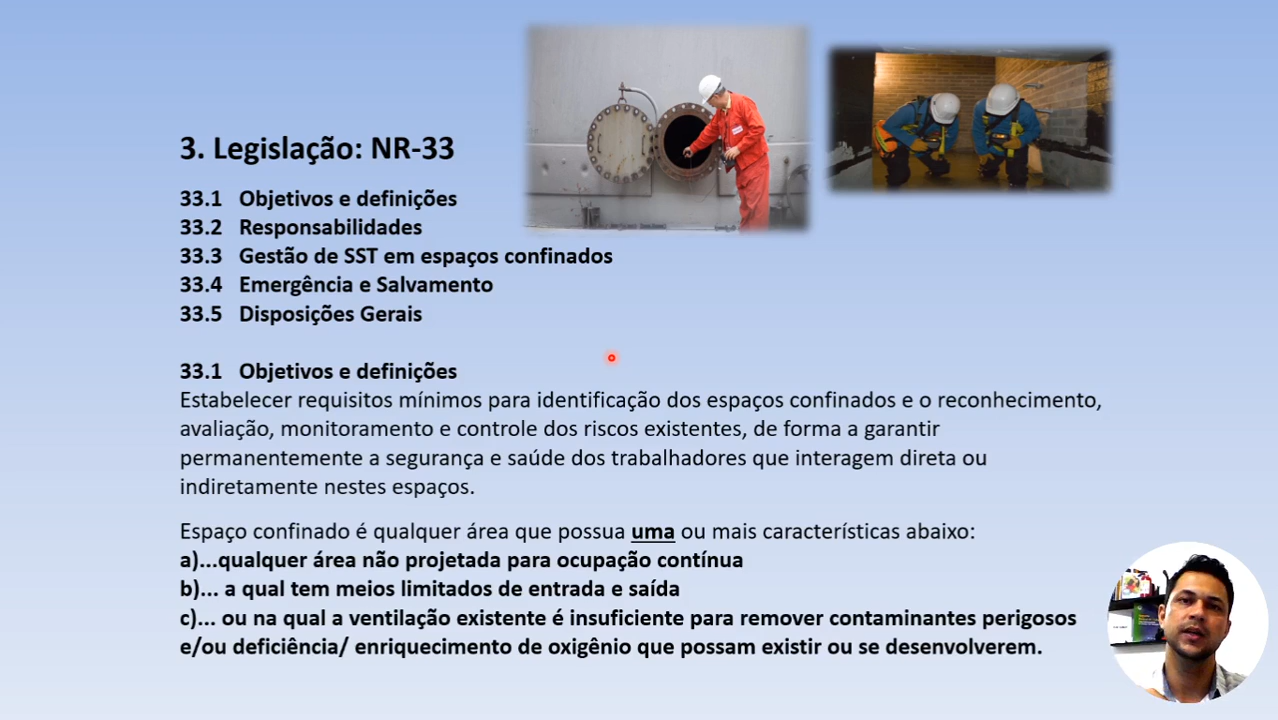 3. Legislação: NR-33
33.1 Objetivos e definições
33.2 Responsabilidades
33.3 Gestão de SST em espaços confinados
33.4 Emergência e Salvamento
33.5 Disposições Gerais
33.1 Objetivos e definições
Estabelecer requisitos mínimos para identificação dos espaços confinados e o reconhecimento,
avaliação, monitoramento e controle dos riscos existentes, de forma a garantir
permanentemente a segurança e saúde dos trabalhadores que interagem direta ou
indiretamente nestes espaços.
Espaço confinado é qualquer área que possua uma ou mais características abaixo:
a)...qualquer área não projetada para ocupação contínua
b)... a qual tem meios limitados de entrada e saída
c)... ou na qual a ventilação existente é insuficiente para remover contaminantes perigosos
e/ou deficiência/ enriquecimento de oxigênio que possam existir ou se desenvolverem.